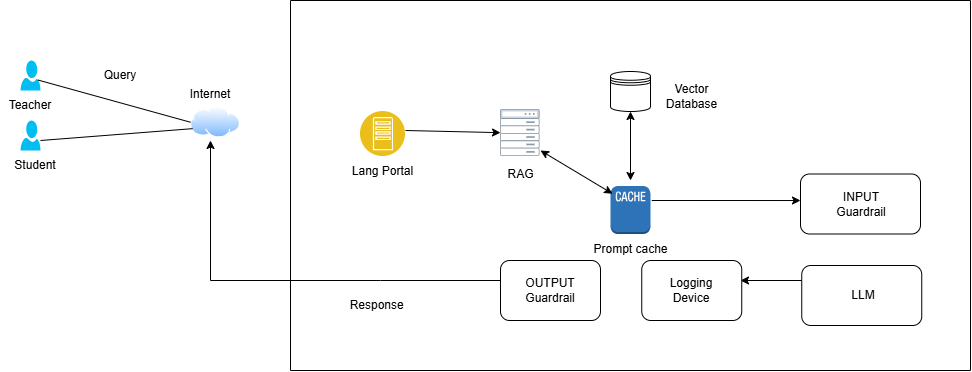 Query
Teacher
Internet
Student
Vector
Database
Lang Portal
RAG
CACHE
Prompt cache
INPUT
Guardrail
OUTPUT
Guardrail
Logging
Device
LLM
Response